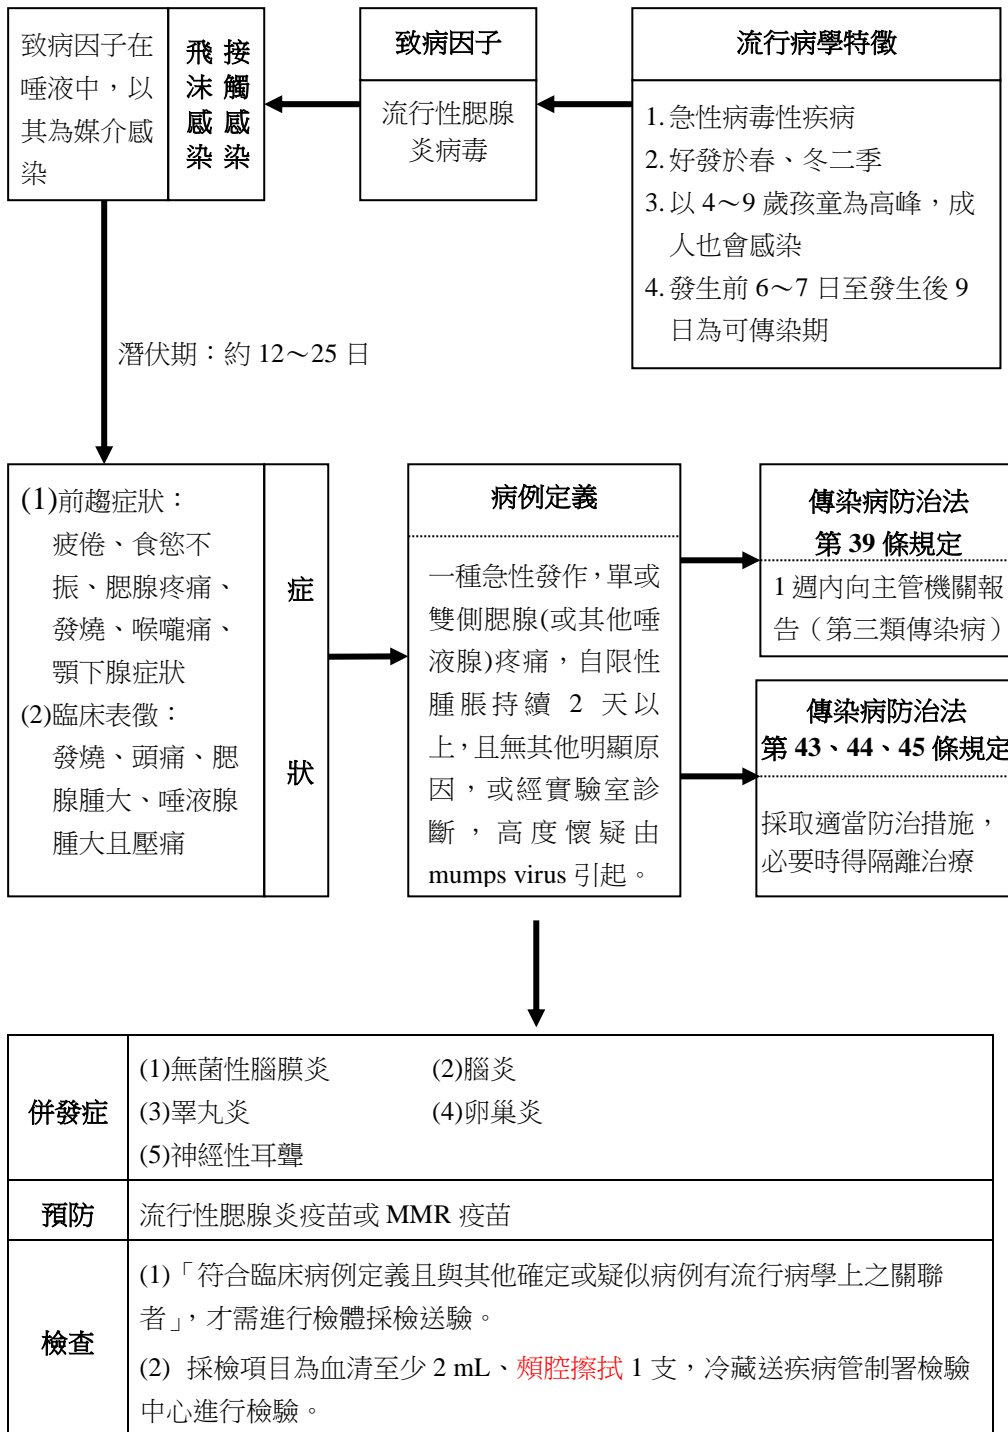 致病因子在
唾液中，以
其為媒介感
染
飛沫感染
接觸感染
致病因子
流行性腮腺
炎病毒
流行病學特徵
1. 急性病毒性疾病
2. 好發於春、冬二季
3. 以 4～9 歲孩童為高峰，成
人也會感染
4. 發生前 6～7 日至發生後 9
日為可傳染期
潛伏期：約 12～25 日
(1)前趨症狀：
疲倦、食慾不
振、腮腺疼痛、
發燒、喉嚨痛、
顎下腺症狀
(2)臨床表徵：
發燒、頭痛、腮
腺腫大、唾液腺
腫大且壓痛
症
狀
病例定義
一種急性發作，單或
雙側腮腺(或其他唾
液腺)疼痛，自限性
腫脹持續 2 天以
上，且無其他明顯原
因，或經實驗室診
斷，高度懷疑由
mumps virus 引起。
傳染病防治法
第 39 條規定
1 週內向主管機關報
告（第三類傳染病）
傳染病防治法
第 43、44、45 條規定
採取適當防治措施，
必要時得隔離治療
併發症
(1)無菌性腦膜炎 (2)腦炎
(3)睪丸炎 (4)卵巢炎
(5)神經性耳聾
預防
流行性腮腺炎疫苗或 MMR 疫苗
檢查
(1)「符合臨床病例定義且與其他確定或疑似病例有流行病學上之關聯
者」，才需進行檢體採檢送驗。
(2) 採檢項目為血清至少 2 mL、頰腔擦拭 1 支，冷藏送疾病管制署檢驗
中心進行檢驗。